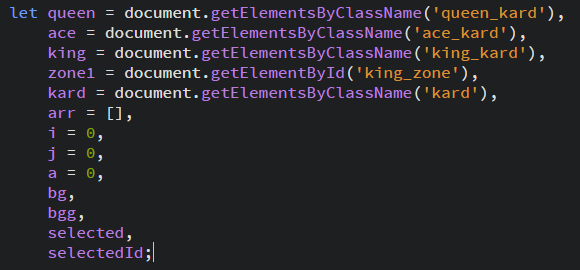 let queen = document.getElementsByClassName('queen_kard'),
ace = document.getElementsByClassName('ace_kard'),
king = document.getElementsByClassName('king_kard'),
zone1 = document.getElementById('king_zone'),
kard = document.getElementsByClassName('kard'),
arr = [],
i = 0,
j = 0,
a = 0,
bg,
bgg,
selected,
selectedId;